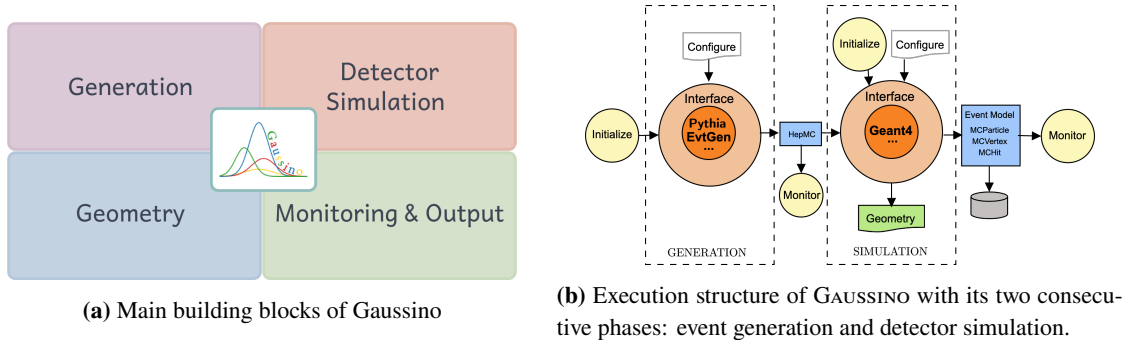 Generation
Detector
Simulation
Gaussino
Geometry
Monitoring & Output
(a) Main building blocks of Gaussino
Initialize
Configure
Interface
Pythia
EvtGen
...
GENERATION
HepMC
Monitor
Initialize
Configure
Interface
Geant4
...
Geometry
SIMULATION
Event Model
MCParticle
MCVertex
MCHit
Monitor
(b) Execution structure of GAUSSINO with its two consecu-
tive phases: event generation and detector simulation.